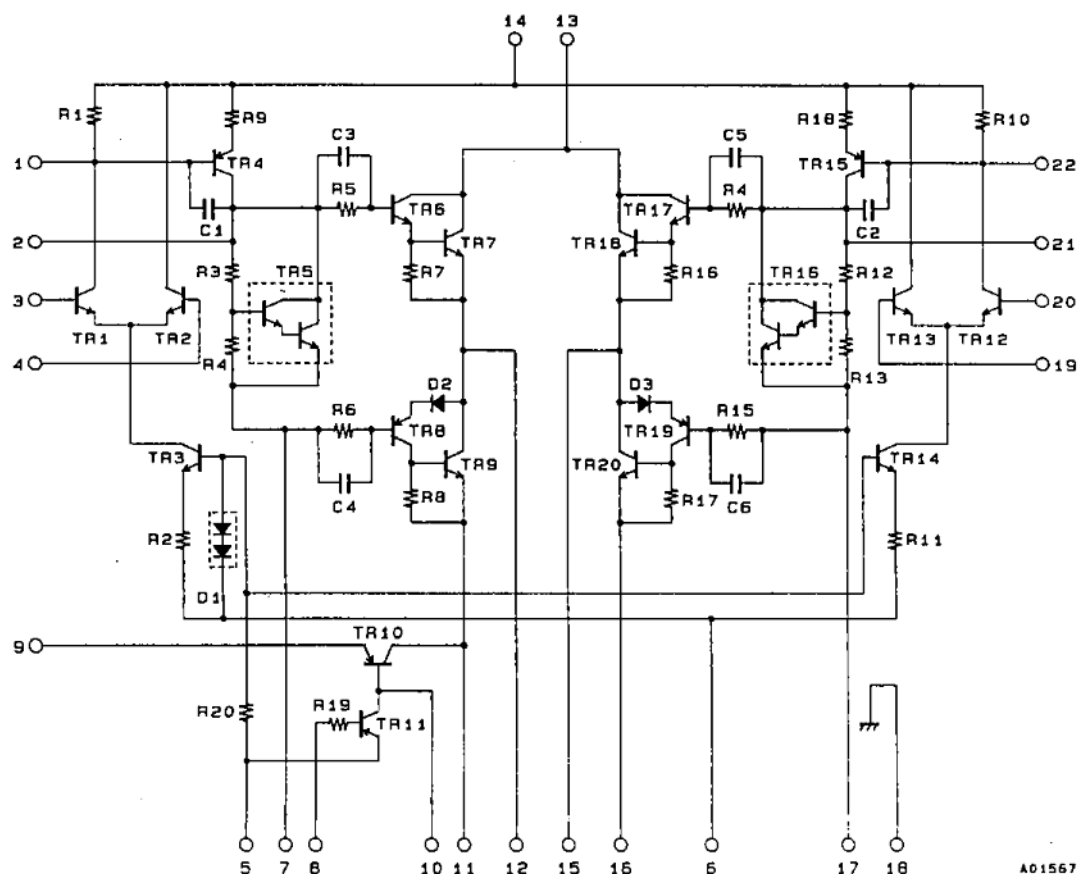 14 13
R1 R9 C3 C5 R18 R10
1 TR4 TR15 22
R5 R4
C1 TR6 TR17 C2
2 TR7 TR18 21
R3 TR5 R7 R16 TR16 R12
3 20
TR1 TR2 TR13 TR12
4 R4 R13 19
D2 D3
R6 R15
TR8 TR19
TR3 TR9 TR20 TR14
C4 R8 R17 C6
R2 R11
D1
9 TR10
R20 R19 TR11
5 7 8 10 11 12 15 16 6 17 18
A01567